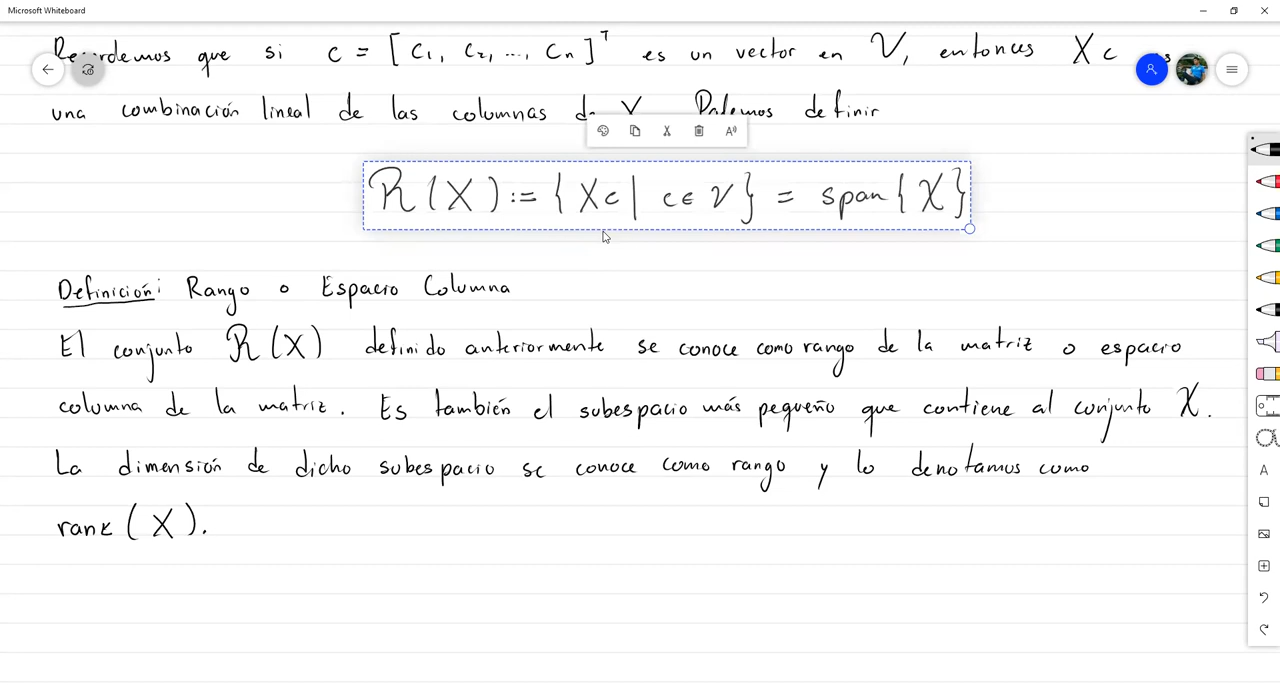 Microsoft Whiteboard
Recordemos que si c = [c₁, c₂, ..., cₙ]ᵀ es un vector en 𝒱, entonces Xc
una combinación lineal de las columnas de X. Podemos definir
ℛ(X) := {Xc | c ∈ 𝒱} = span{𝒳}
Definición: Rango o Espacio Columna
El conjunto ℛ(X) definido anteriormente se conoce como rango de la matriz o espacio
columna de la matriz. Es también el subespacio más pequeño que contiene al conjunto 𝒳.
La dimensión de dicho subespacio se conoce como rango y lo denotamos como
rank(X).